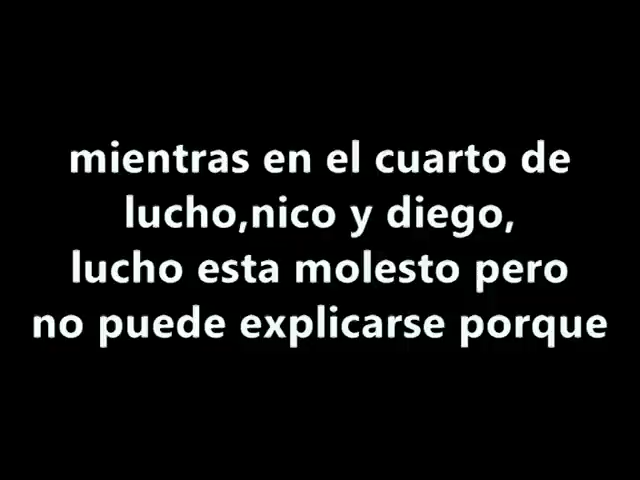 mientras en el cuarto de
lucho,nico y diego,
lucho esta molesto pero
no puede explicarse porque